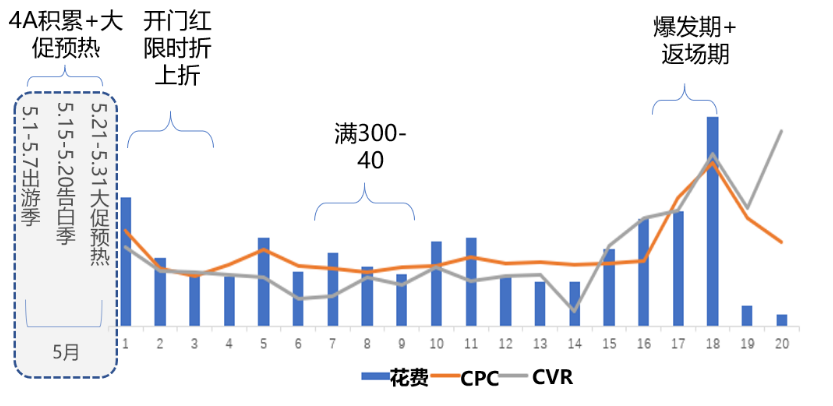 4A积累+大
促预热
开门红
限时折
上折
满300-
40
爆发期+
返场期
5.1-5.7出游季
5.15-5.20告白季
5.21-5.31大促预热
5月
1 2 3 4 5 6 7 8 9 10 11 12 13 14 15 16 17 18 19 20
花费 CPC CVR